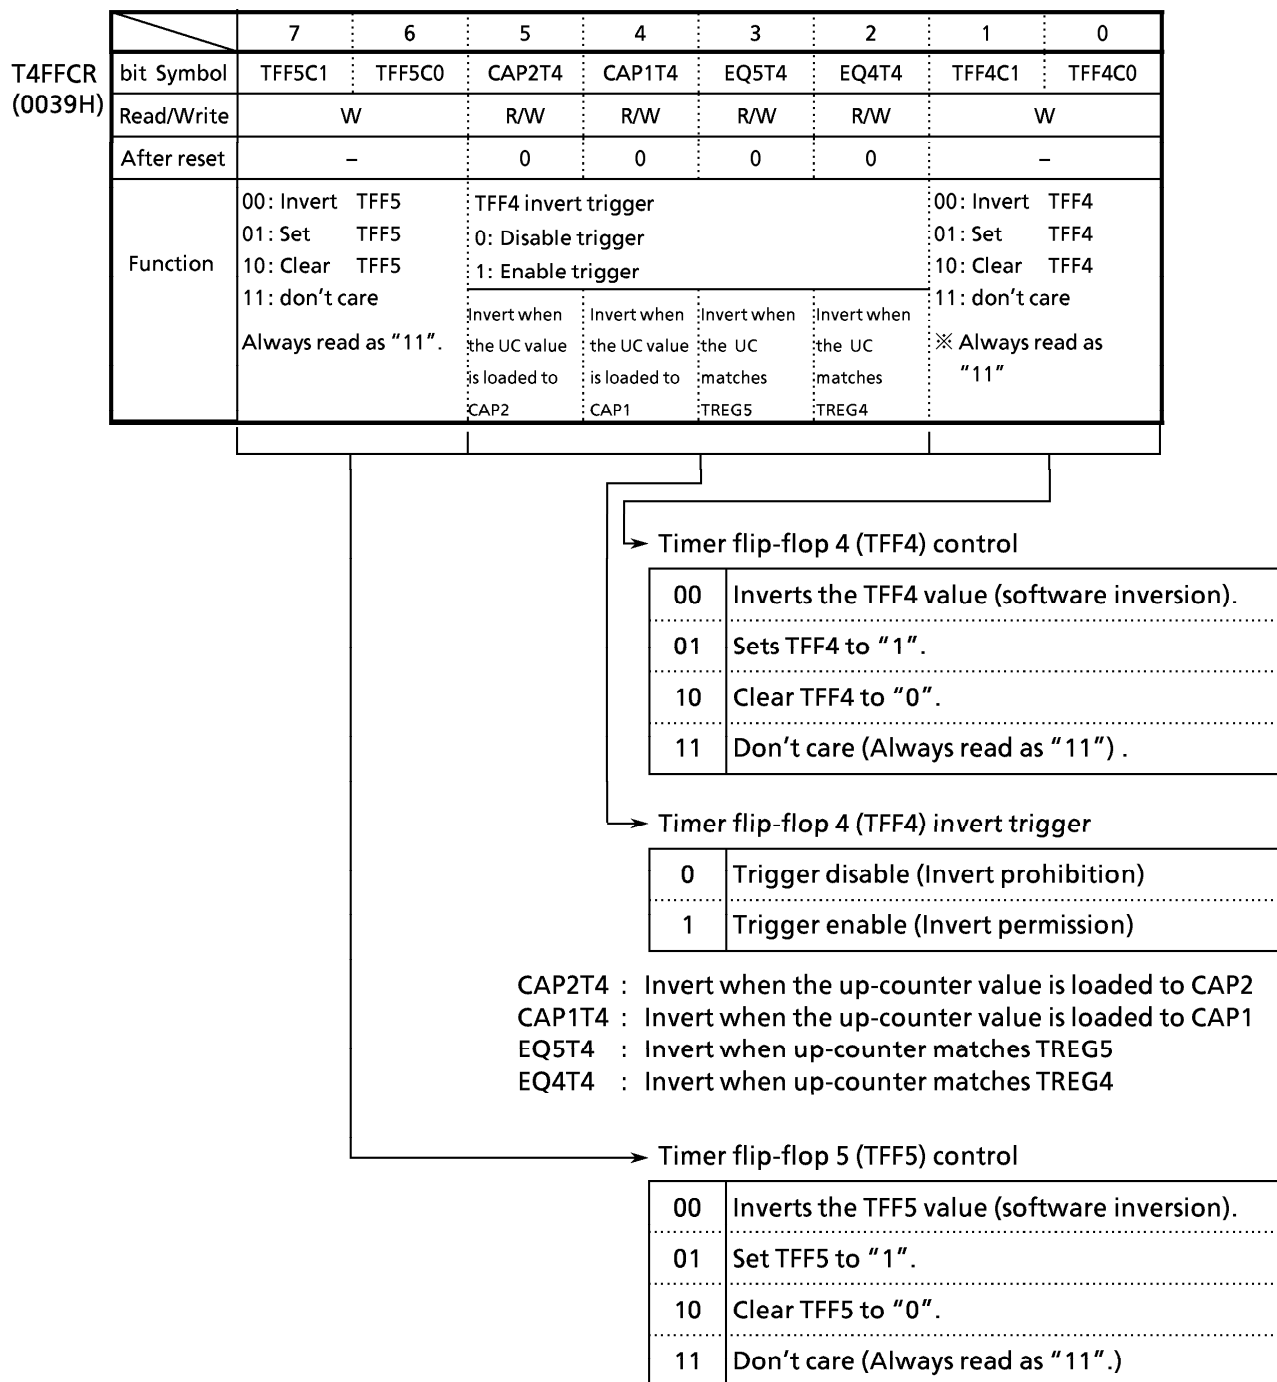 7 6 5 4 3 2 1 0
T4FFCR (0039H)
bit Symbol TFF5C1 TFF5C0 CAP2T4 CAP1T4 EQ5T4 EQ4T4 TFF4C1 TFF4C0
Read/Write W R/W R/W R/W R/W W
After reset – 0 0 0 0 –
Function
00: Invert TFF5
01: Set TFF5
10: Clear TFF5
11: don't care
Always read as "11".
TFF4 invert trigger
0: Disable trigger
1: Enable trigger
Invert when
the UC value
is loaded to
CAP2
Invert when
the UC value
is loaded to
CAP1
Invert when
the UC
matches
TREG5
Invert when
the UC
matches
TREG4
00: Invert TFF4
01: Set TFF4
10: Clear TFF4
11: don't care
※ Always read as
"11"
Timer flip-flop 4 (TFF4) control
00 Inverts the TFF4 value (software inversion).
01 Sets TFF4 to "1".
10 Clear TFF4 to "0".
11 Don't care (Always read as "11") .
Timer flip-flop 4 (TFF4) invert trigger
0 Trigger disable (Invert prohibition)
1 Trigger enable (Invert permission)
CAP2T4 : Invert when the up-counter value is loaded to CAP2
CAP1T4 : Invert when the up-counter value is loaded to CAP1
EQ5T4 : Invert when up-counter matches TREG5
EQ4T4 : Invert when up-counter matches TREG4
Timer flip-flop 5 (TFF5) control
00 Inverts the TFF5 value (software inversion).
01 Set TFF5 to "1".
10 Clear TFF5 to "0".
11 Don't care (Always read as "11".)